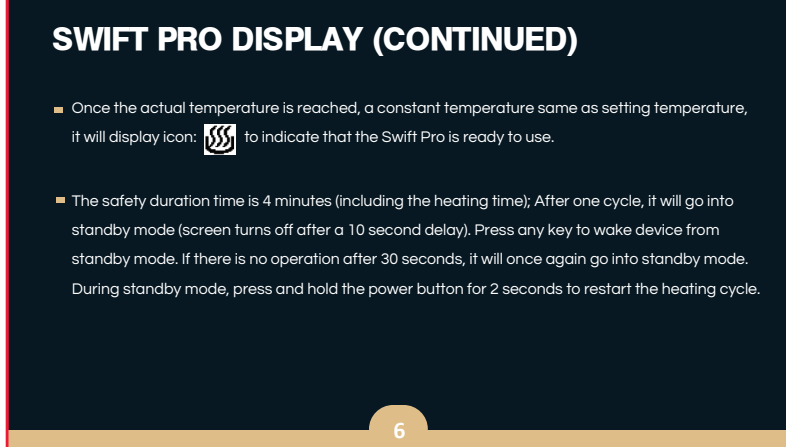 SWIFT PRO DISPLAY (CONTINUED)
Once the actual temperature is reached, a constant temperature same as setting temperature,
it will display icon: to indicate that the Swift Pro is ready to use.
The safety duration time is 4 minutes (including the heating time); After one cycle, it will go into
standby mode (screen turns off after a 10 second delay). Press any key to wake device from
standby mode. If there is no operation after 30 seconds, it will once again go into standby mode.
During standby mode, press and hold the power button for 2 seconds to restart the heating cycle.
6